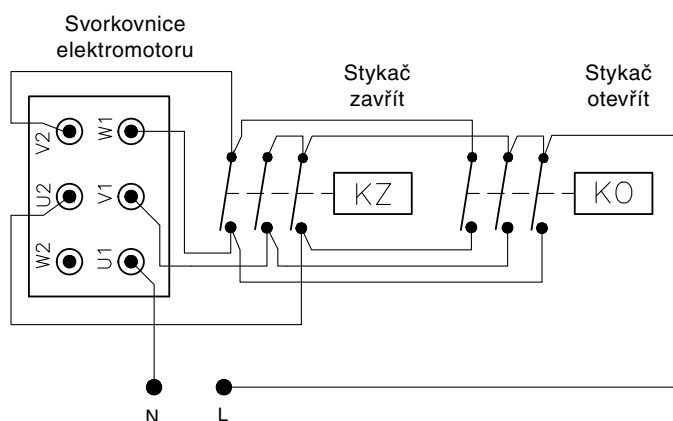 Svorkovnice
elektromotoru
Stykač
zavřít
Stykač
otevřít
V2
W1
U2
V1
W2
U1
KZ
KO
N
L